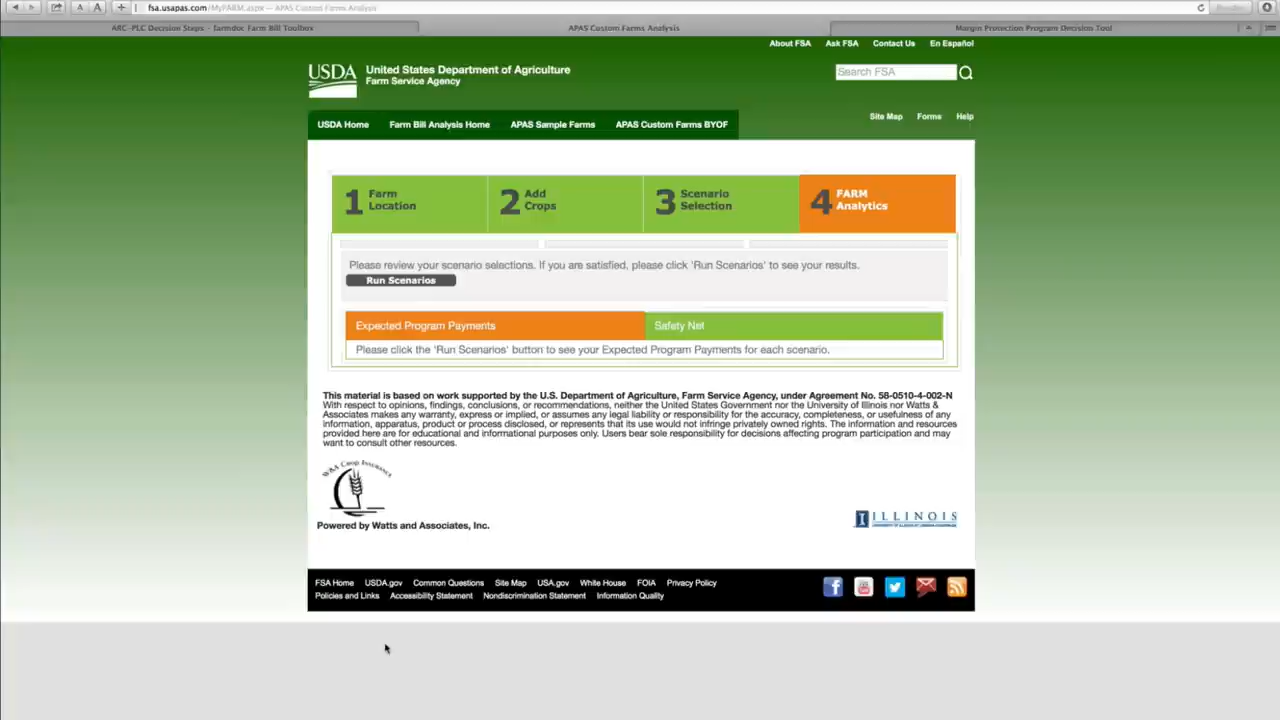 fsa.usapas.com/MyFARM.aspx — APAS Custom Farms Analysis
ARC-PLC Decision Steps - farmdoc Farm Bill Toolbox
APAS Custom Farms Analysis
Margin Protection Program Decision Tool
About FSA Ask FSA Contact Us En Español
USDA
United States Department of Agriculture
Farm Service Agency
Search FSA
Site Map Forms Help
USDA Home Farm Bill Analysis Home APAS Sample Farms APAS Custom Farms BYOF
1 Farm Location
2 Add Crops
3 Scenario Selection
4 FARM Analytics
Please review your scenario selections. If you are satisfied, please click 'Run Scenarios' to see your results.
Run Scenarios
Expected Program Payments
Safety Net
Please click the 'Run Scenarios' button to see your Expected Program Payments for each scenario.
This material is based on work supported by the U.S. Department of Agriculture, Farm Service Agency, under Agreement No. 58-0510-4-002-N
With respect to opinions, findings, conclusions, or recommendations, neither the United States Government nor the University of Illinois nor Watts &
Associates makes any warranty, express or implied, or assumes any legal liability or responsibility for the accuracy, completeness, or usefulness of any
information, apparatus, product or process disclosed, or represents that its use would not infringe privately owned rights. The information and resources
provided here are for educational and informational purposes only. Users bear sole responsibility for decisions affecting program participation and may
want to consult other resources.
W&A Crop Insurance
Powered by Watts and Associates, Inc.
I ILLINOIS
FSA Home USDA.gov Common Questions Site Map USA.gov White House FOIA Privacy Policy
Policies and Links Accessibility Statement Nondiscrimination Statement Information Quality